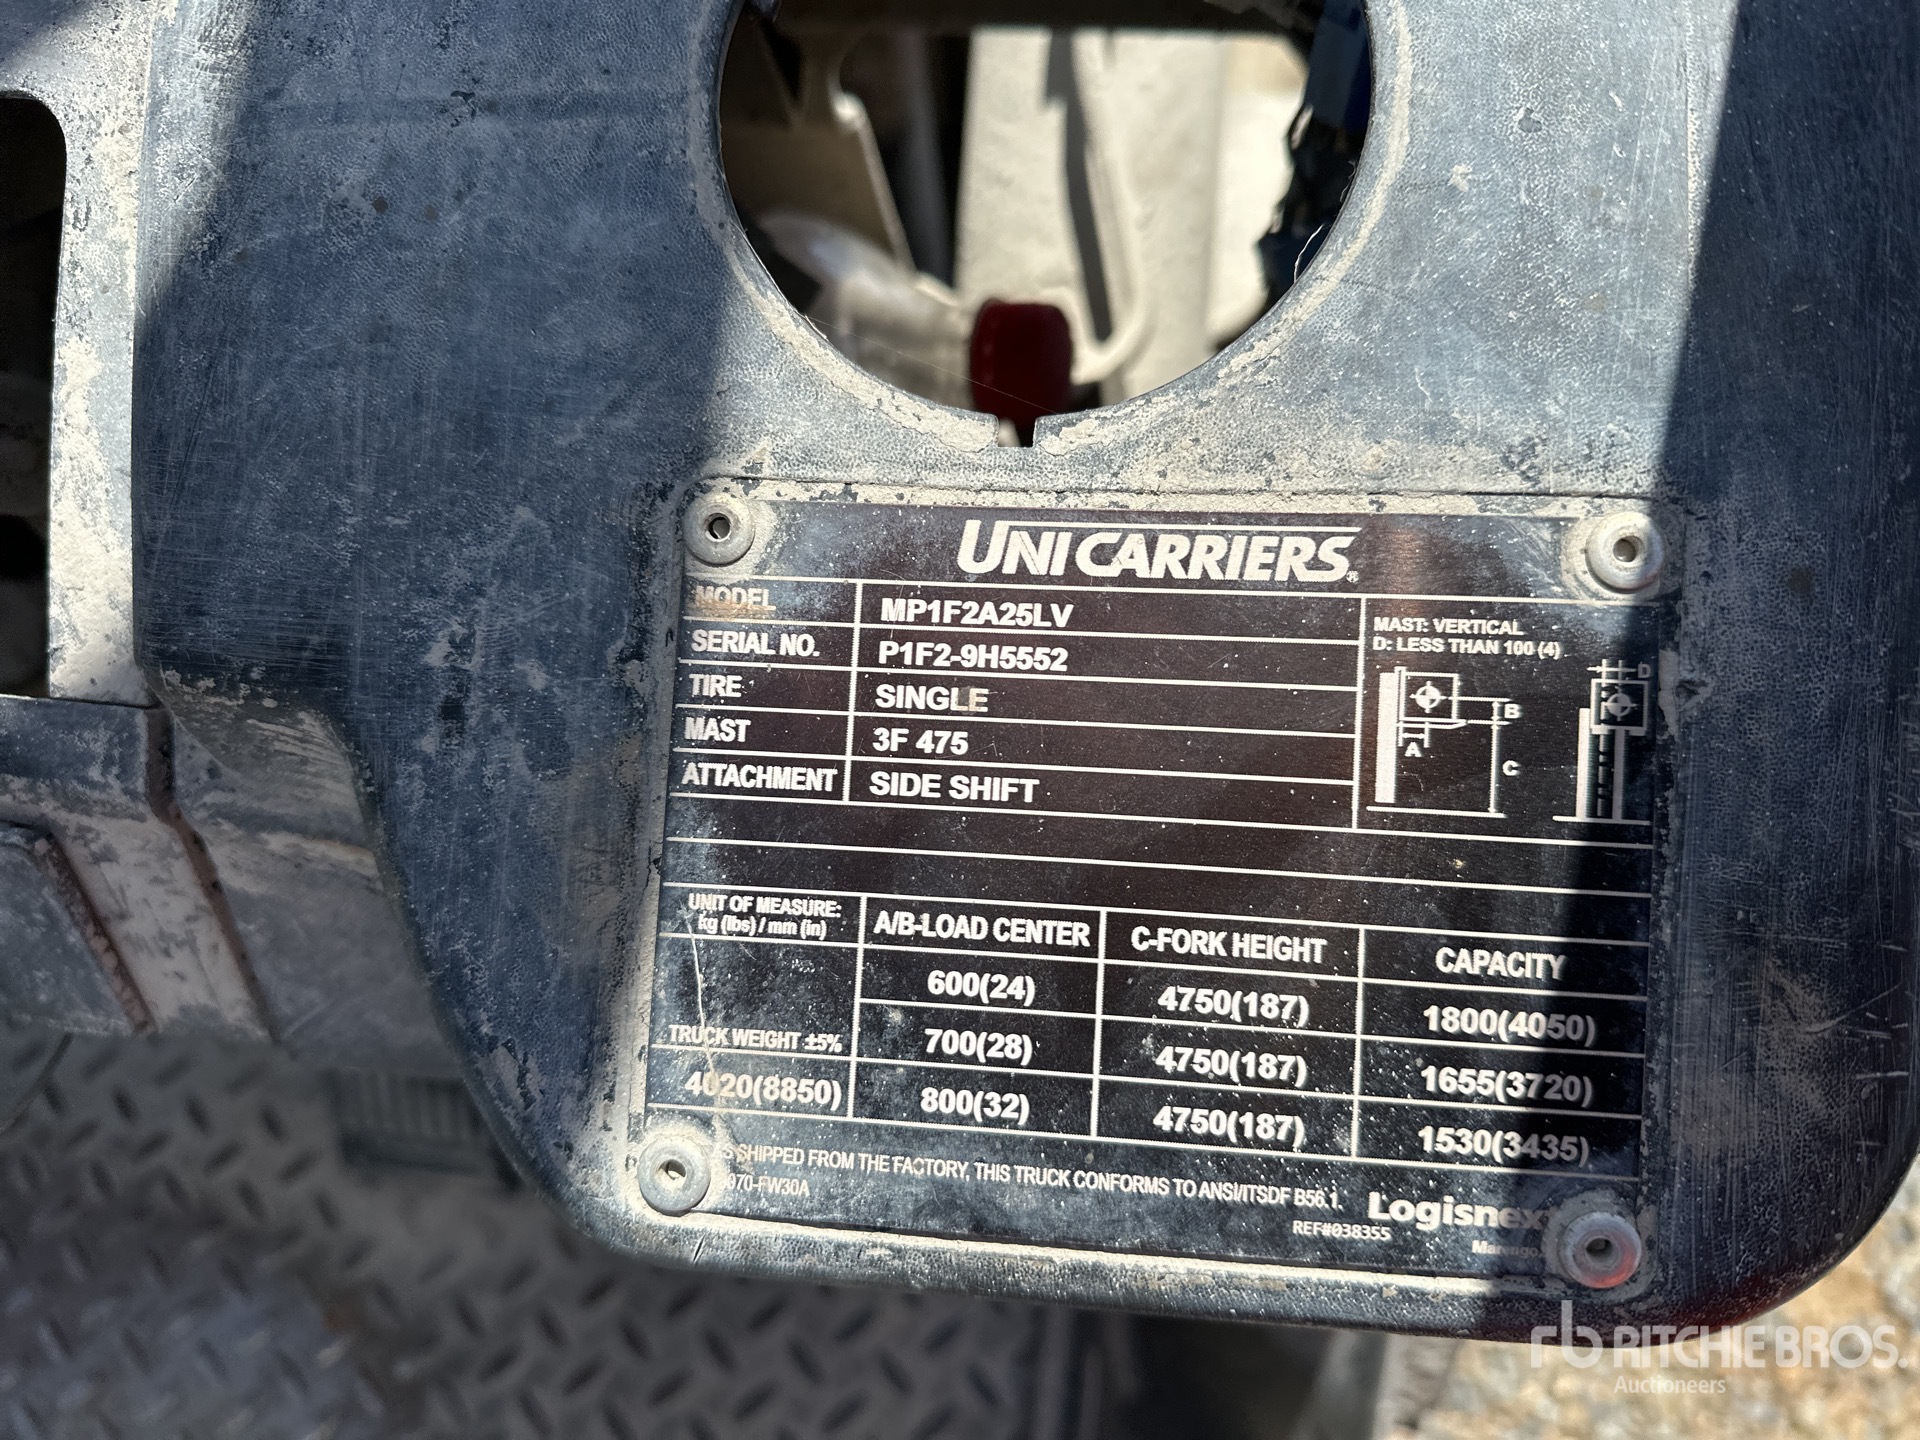 UNICARRIERS®
MODEL MP1F2A25LV
SERIAL NO. P1F2-9H5552
TIRE SINGLE
MAST 3F 475
ATTACHMENT SIDE SHIFT
MAST: VERTICAL
D: LESS THAN 100 (4)
D
B
A
C
UNIT OF MEASURE:
kg (lbs) / mm (in)
A/B-LOAD CENTER C-FORK HEIGHT CAPACITY
600(24) 4750(187) 1800(4050)
700(28) 4750(187) 1655(3720)
800(32) 4750(187) 1530(3435)
TRUCK WEIGHT ±5%
4020(8850)
SHIPPED FROM THE FACTORY, THIS TRUCK CONFORMS TO ANSI/ITSDF B56.1.
REF#038355
rb RITCHIE BROS.
Auctioneers